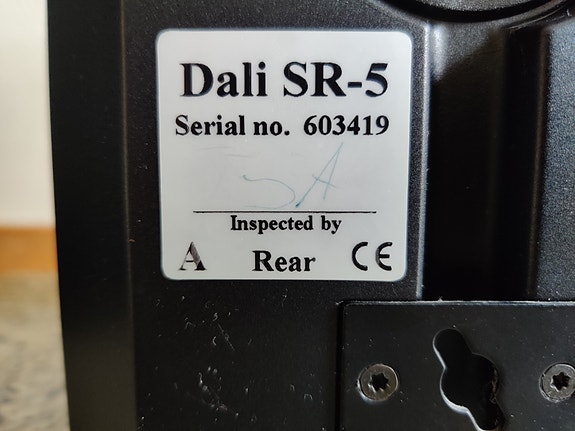 Dali SR-5
Serial no. 603419
Inspected by
A Rear CE